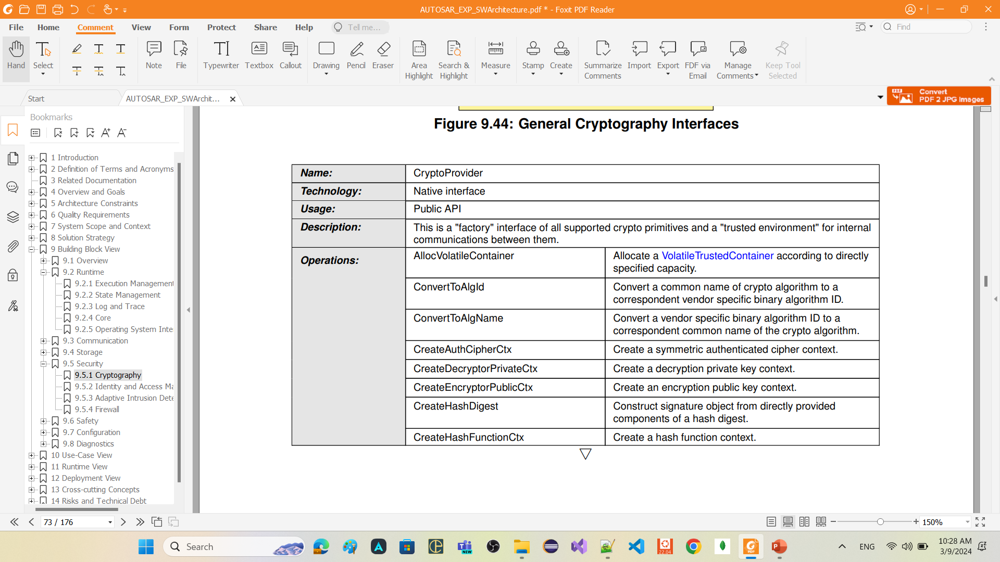 AUTOSAR_EXP_SWArchitecture.pdf * - Foxit PDF Reader
File Home Comment View Form Protect Share Help Tell me... Find
Hand Select Note File Typewriter Textbox Callout Drawing Pencil Eraser Area Highlight Search & Highlight Measure Stamp Create Summarize Comments Import Export FDF via Email Manage Comments Keep Tool Selected
Start AUTOSAR_EXP_SWArchit... Convert
PDF 2 JPG Images
Bookmarks
1 Introduction
2 Definition of Terms and Acronyms
3 Related Documentation
4 Overview and Goals
5 Architecture Constraints
6 Quality Requirements
7 System Scope and Context
8 Solution Strategy
9 Building Block View
9.1 Overview
9.2 Runtime
9.2.1 Execution Management
9.2.2 State Management
9.2.3 Log and Trace
9.2.4 Core
9.2.5 Operating System Inte
9.3 Communication
9.4 Storage
9.5 Security
9.5.1 Cryptography
9.5.2 Identity and Access Ma
9.5.3 Adaptive Intrusion Dete
9.5.4 Firewall
9.6 Safety
9.7 Configuration
9.8 Diagnostics
10 Use-Case View
11 Runtime View
12 Deployment View
13 Cross-cutting Concepts
14 Risks and Technical Debt
Figure 9.44: General Cryptography Interfaces
Name: CryptoProvider
Technology: Native interface
Usage: Public API
Description: This is a "factory" interface of all supported crypto primitives and a "trusted environment" for internal
communications between them.
Operations: AllocVolatileContainer Allocate a VolatileTrustedContainer according to directly
specified capacity.
ConvertToAlgId Convert a common name of crypto algorithm to a
correspondent vendor specific binary algorithm ID.
ConvertToAlgName Convert a vendor specific binary algorithm ID to a
correspondent common name of the crypto algorithm.
CreateAuthCipherCtx Create a symmetric authenticated cipher context.
CreateDecryptorPrivateCtx Create a decryption private key context.
CreateEncryptorPublicCtx Create an encryption public key context.
CreateHashDigest Construct signature object from directly provided
components of a hash digest.
CreateHashFunctionCtx Create a hash function context.
73 / 176 150%
Search NEW 22.04 PDF ENG 10:28 AM
3/9/2024